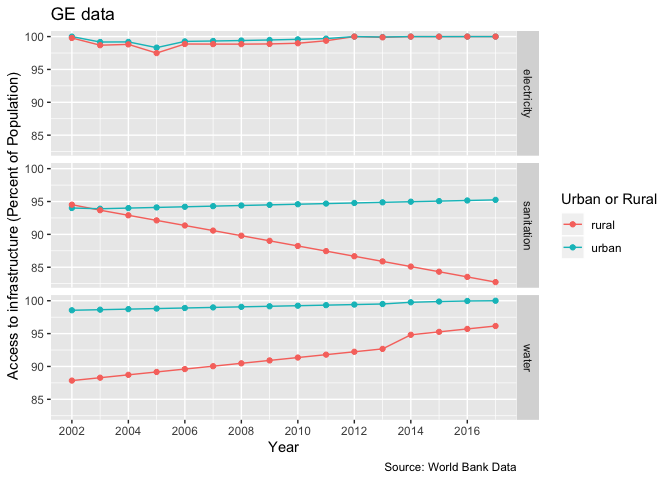 GE data
Access to infrastructure (Percent of Population)
100
95
90
85
electricity
100
95
90
85
sanitation
100
95
90
85
water
2002 2004 2006 2008 2010 2012 2014 2016
Year
Urban or Rural
rural
urban
Source: World Bank Data